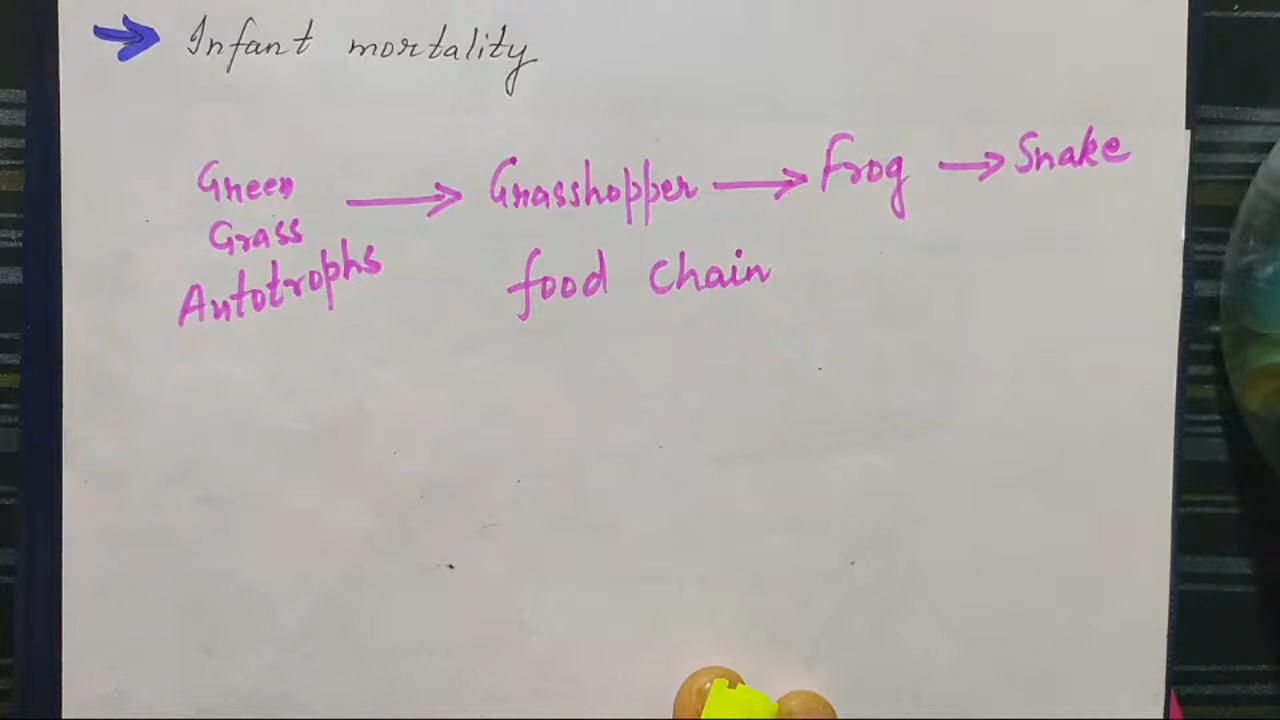 → Infant mortality
Green → Grasshopper → Frog → Snake
Grass
Autotrophs food chain